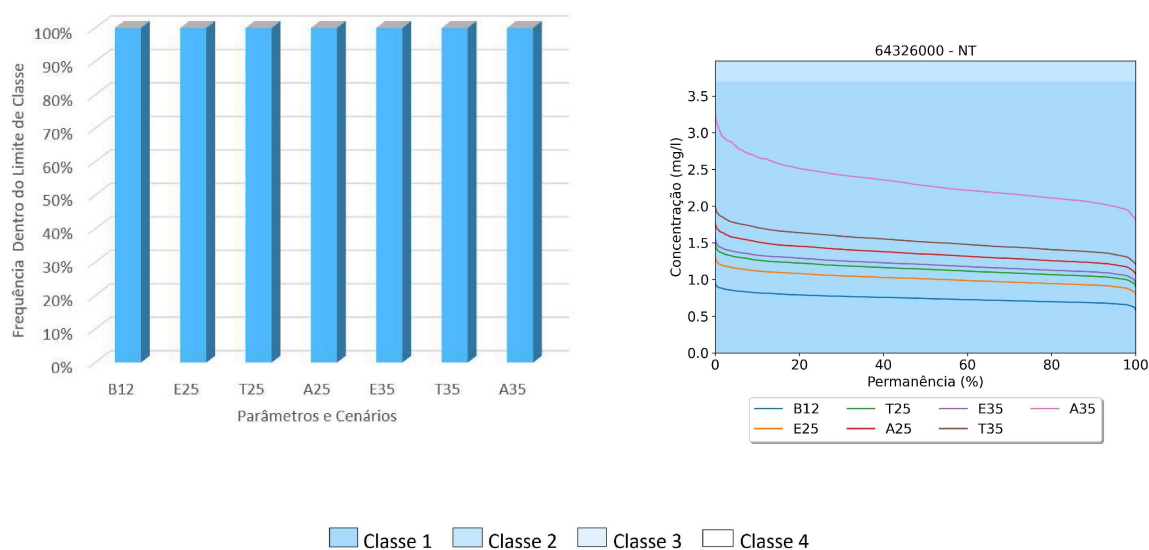 100%
90%
80%
70%
60%
50%
40%
30%
20%
10%
0%
Frequência Dentro do Limite de Classe
B12 E25 T25 A25 E35 T35 A35
Parâmetros e Cenários
64326000 - NT
3.5
3.0
2.5
2.0
1.5
1.0
0.5
0.0
Concentração (mg/l)
0 20 40 60 80 100
Permanência (%)
B12 T25 E35 A35
E25 A25 T35
Classe 1 Classe 2 Classe 3 Classe 4